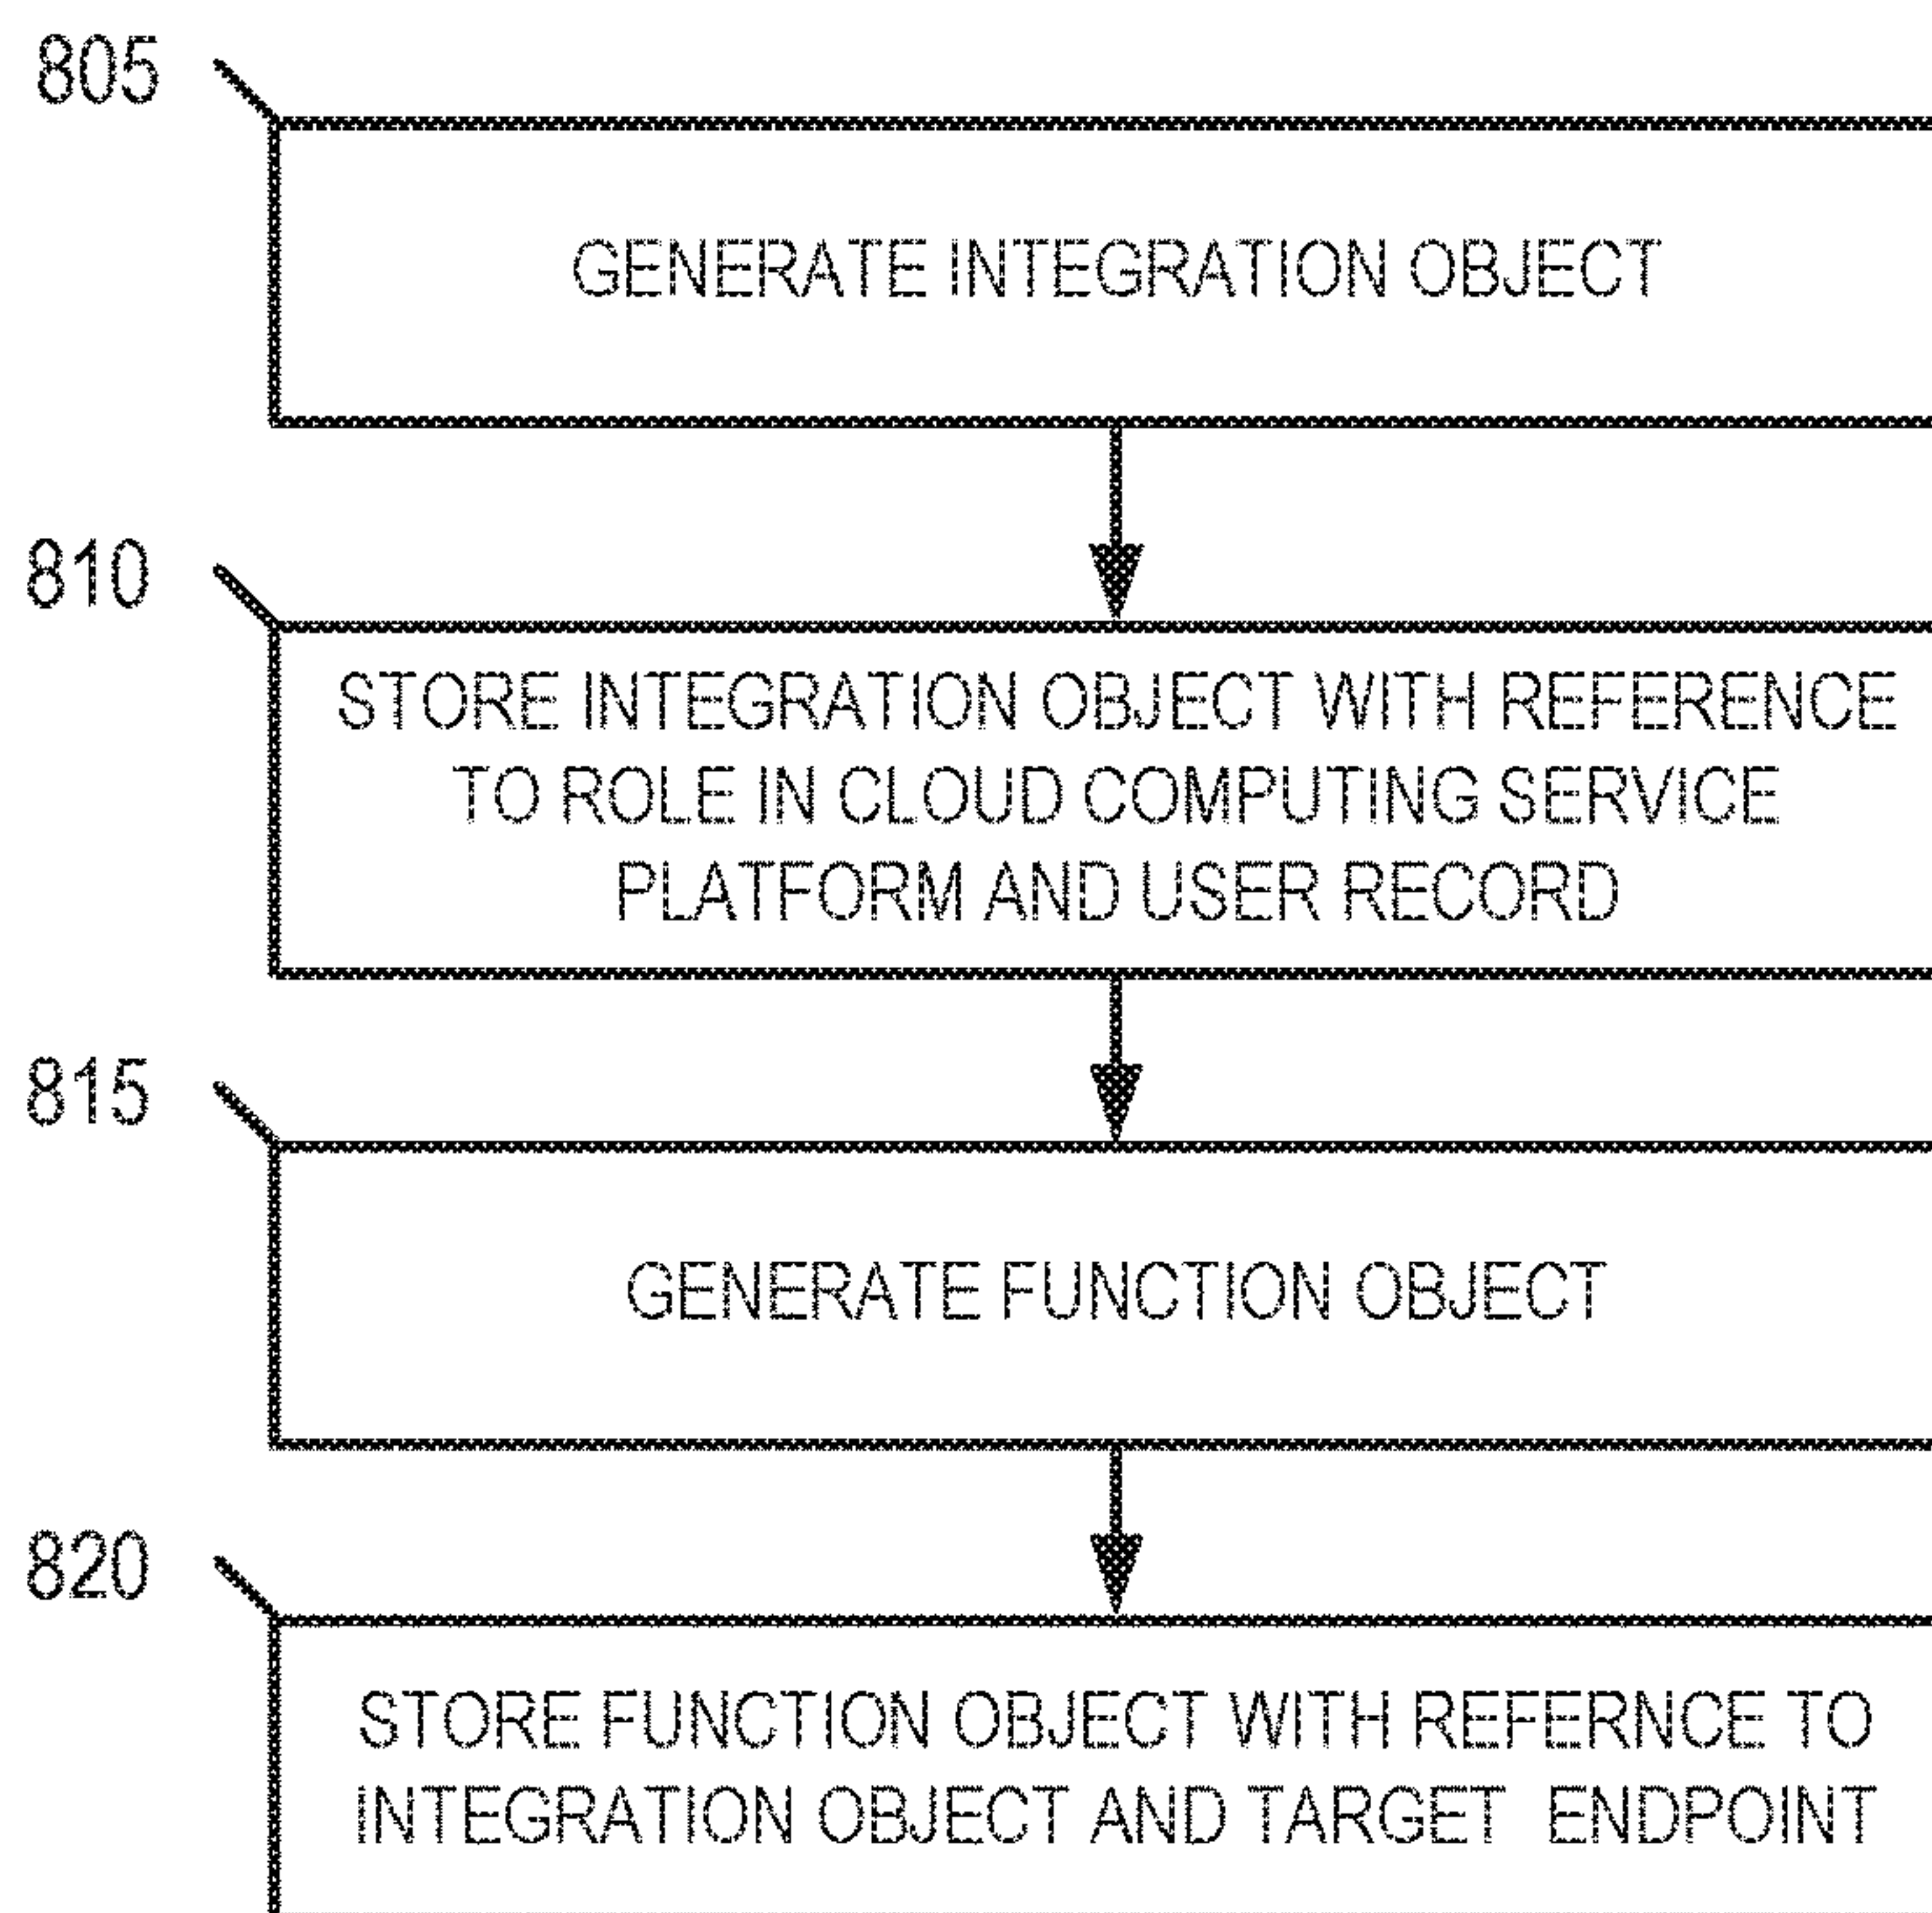 805
GENERATE INTEGRATION OBJECT
810
STORE INTEGRATION OBJECT WITH REFERENCE
TO ROLE IN CLOUD COMPUTING SERVICE
PLATFORM AND USER RECORD
815
GENERATE FUNCTION OBJECT
820
STORE FUNCTION OBJECT WITH REFERNCE TO
INTEGRATION OBJECT AND TARGET ENDPOINT